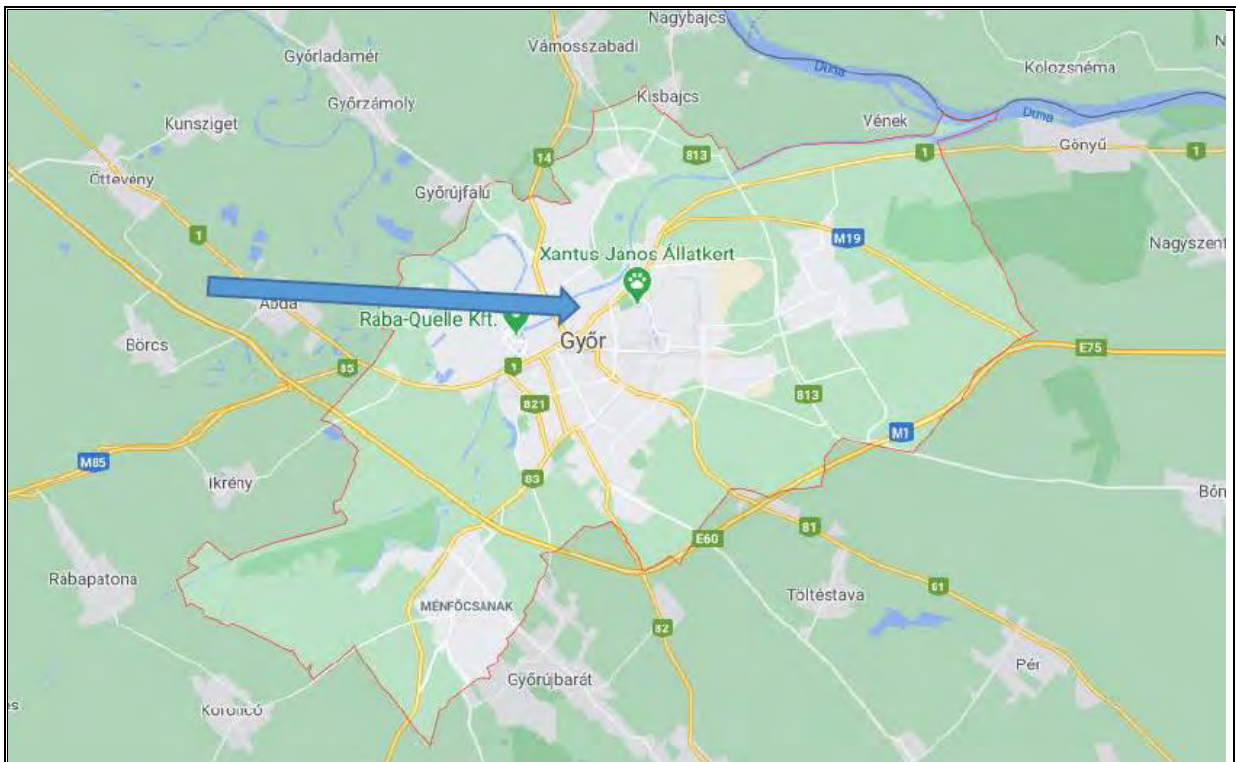 Nagybajcs
Vámosszabadi
Győrladamér
Duna
Kolozsnéma
Győrzámoly
Kisbajcs
Kunsziget
Vének
Duna
Gönyű
14
813
1
1
Öttevény
Győrújfalu
1
M19
Nagyszent
Xantus János Állatkert
Abda
Rába-Quelle Kft.
Győr
Börcs
E75
85
1
821
813
M1
M85
Ikrény
83
Bőn
81
E60
Rábapatona
Töltéstava
81
MÉNFŐCSANAK
82
Pér
Győrújbarát
Koroncó